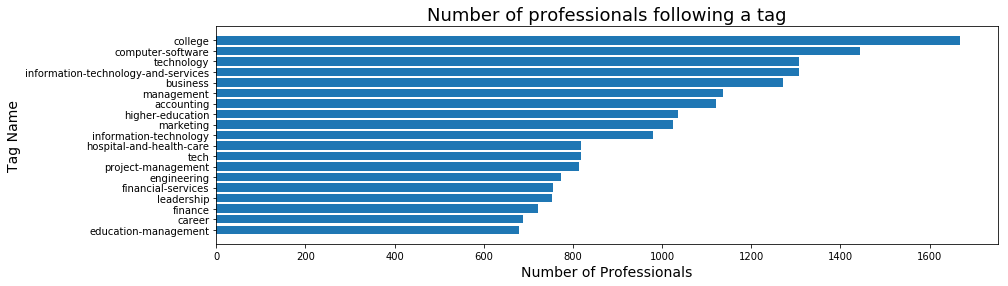 Number of professionals following a tag
Tag Name
college
computer-software
technology
information-technology-and-services
business
management
accounting
higher-education
marketing
information-technology
hospital-and-health-care
tech
project-management
engineering
financial-services
leadership
finance
career
education-management
0 200 400 600 800 1000 1200 1400 1600
Number of Professionals